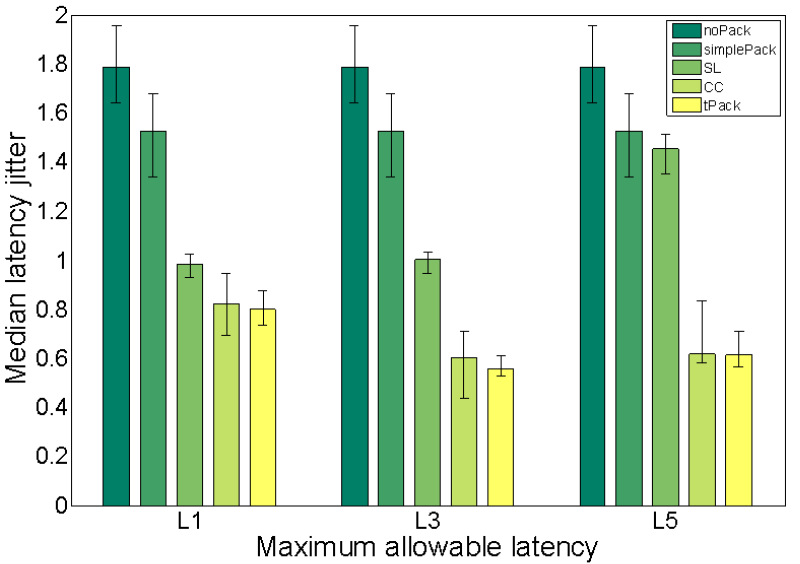 Median latency jitter
2
1.8
1.6
1.4
1.2
1
0.8
0.6
0.4
0.2
0
noPack
simplePack
SL
CC
tPack
L1
L3
L5
Maximum allowable latency